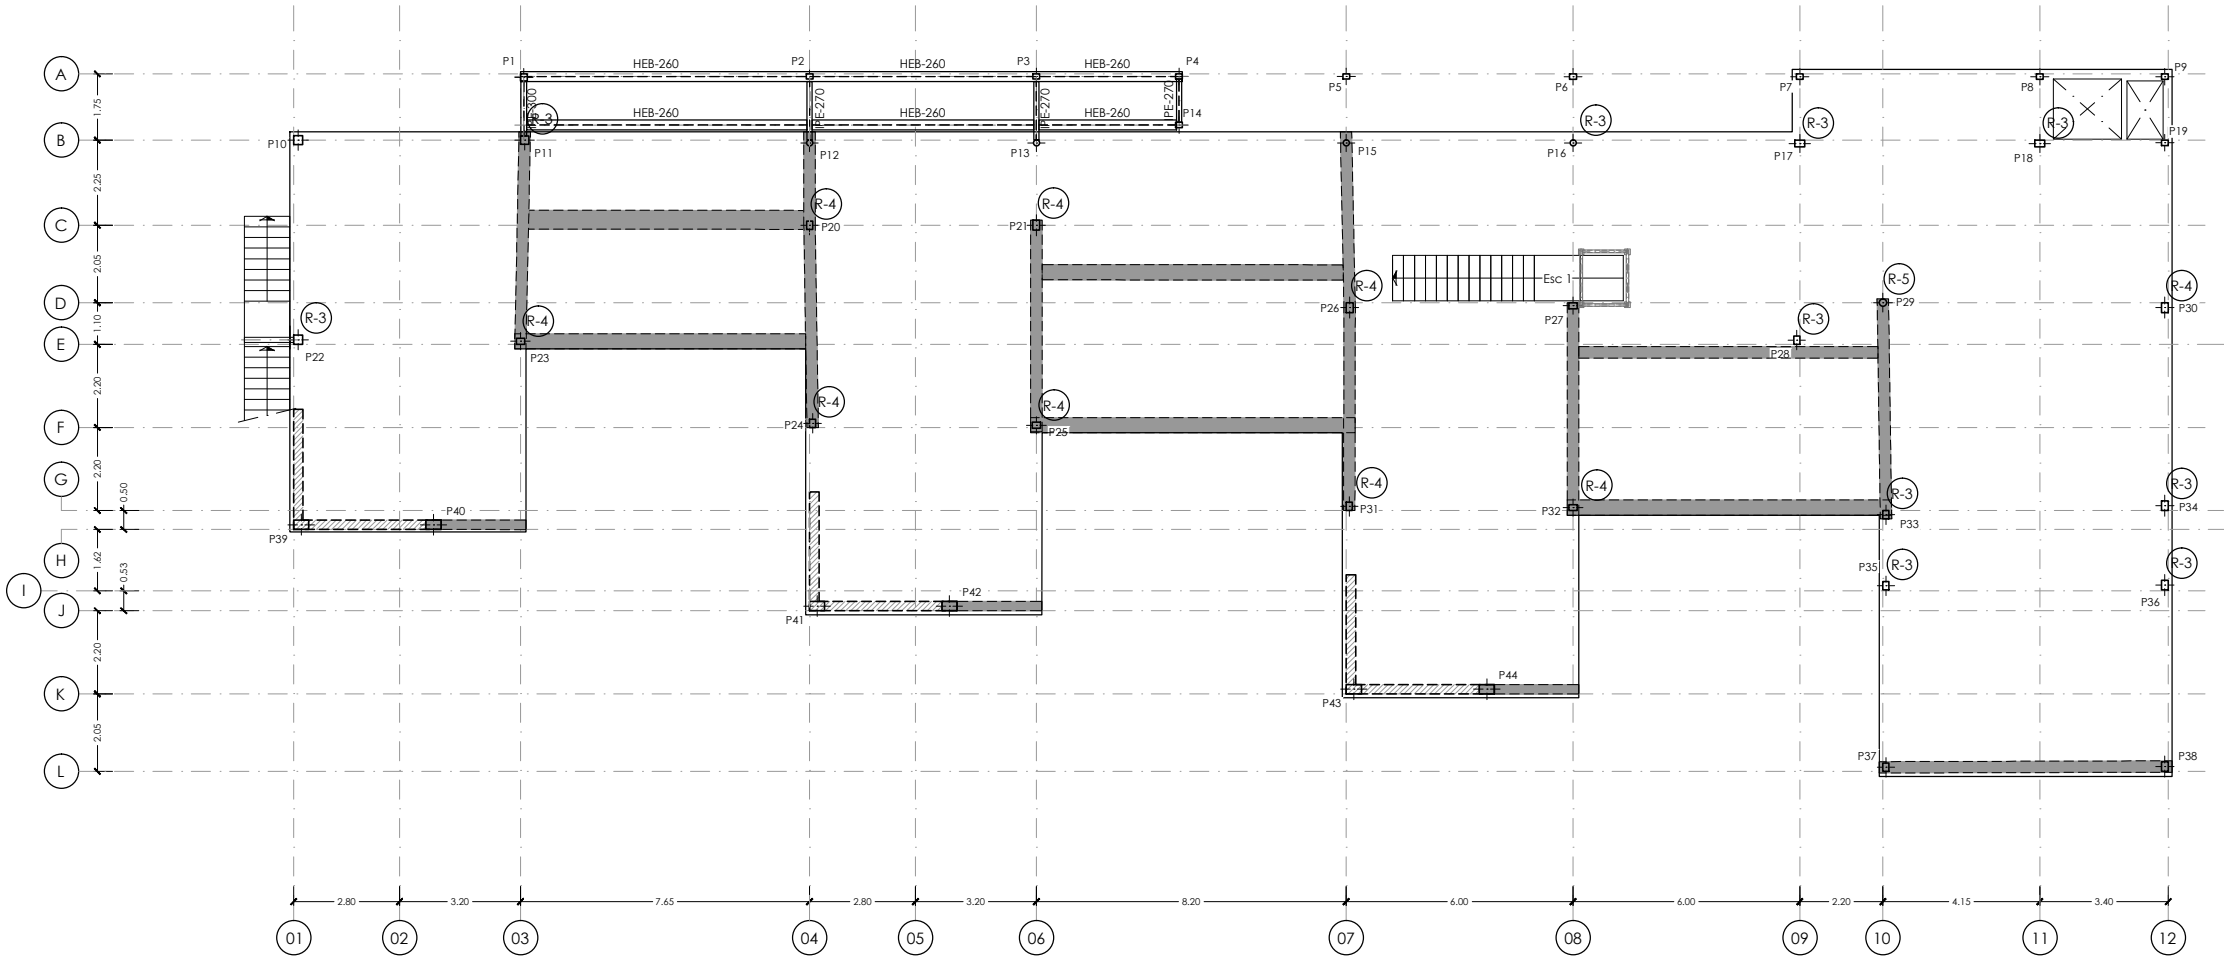 P1 HEB-260 P2 HEB-260 P3 HEB-260 P4
A P5 P6 P7 P8 P9
1.75 IPE-270 IPE-270 IPE-270
R-3 HEB-260 HEB-260 HEB-260 P14 R-3 R-3 R-3
B P10 P11 P12 P13 P15 P16 P17 P18 P19
2.25
R-4 R-4
C P20 P21
2.05
Esc 1
R-4 R-5 R-4
D P26 P27 P29 P30
1.10
R-3 R-4 R-3
E P22 P23 P28
2.20
R-4 R-4
F P24 P25
2.20
G 0.50 R-4 R-4 R-3 R-3
P31 P32 P33 P34
P39 P40
H 1.62
I 0.53 P35 R-3 R-3
P36
J P41 P42
2.20
K P43 P44
2.05
L P37 P38
2.80 3.20 7.65 2.80 3.20 8.20 6.00 6.00 2.20 4.15 3.40
01 02 03 04 05 06 07 08 09 10 11 12